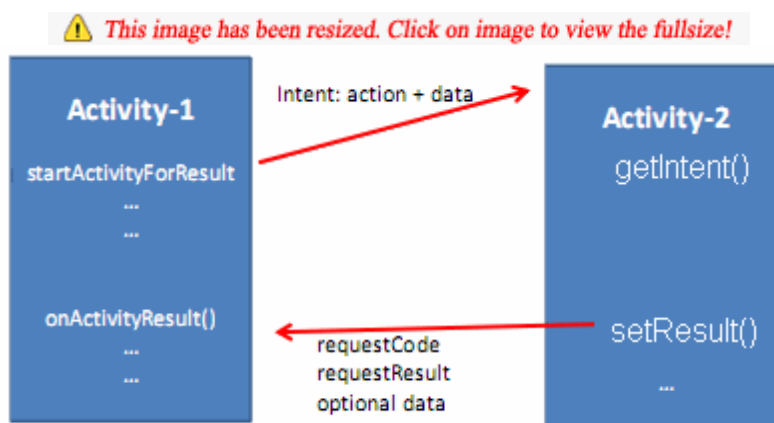 This image has been resized. Click on image to view the fullsize!
Activity-1
startActivityForResult
...
...
onActivityResult()
...
...
Intent: action + data
requestCode
requestResult
optional data
Activity-2
getIntent()
setResult()
...